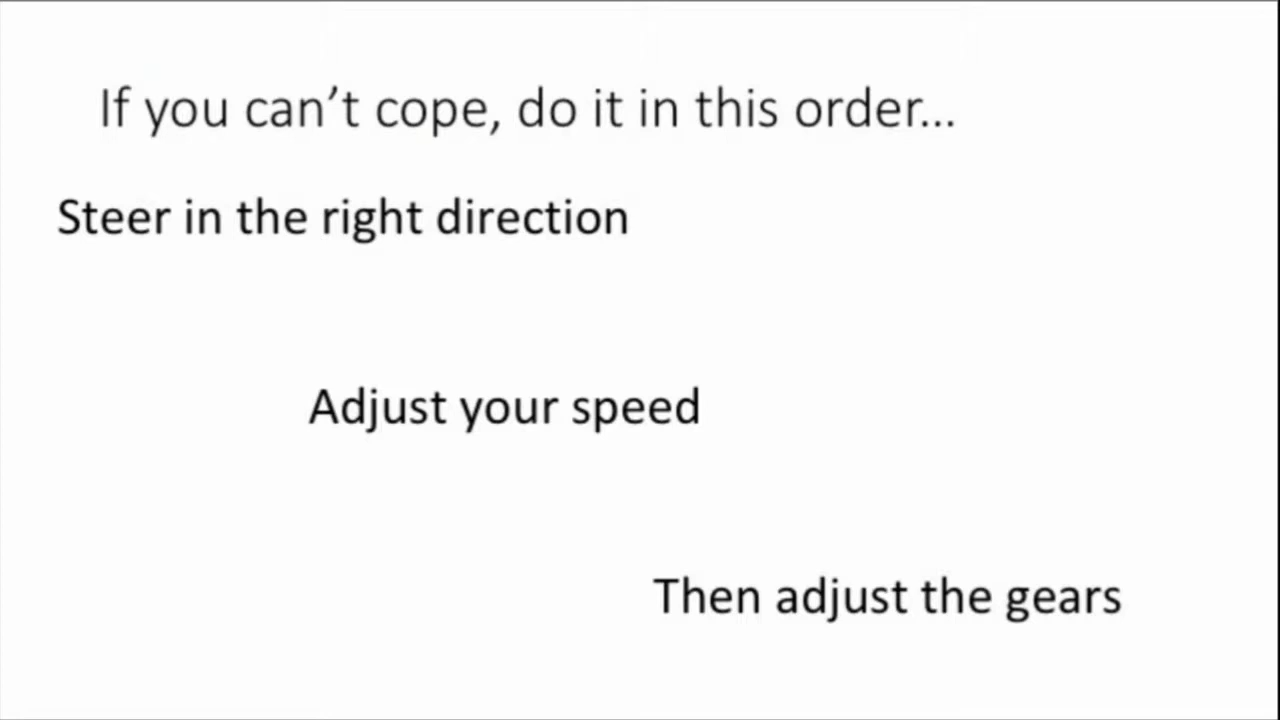 If you can’t cope, do it in this order...
Steer in the right direction
Adjust your speed
Then adjust the gears